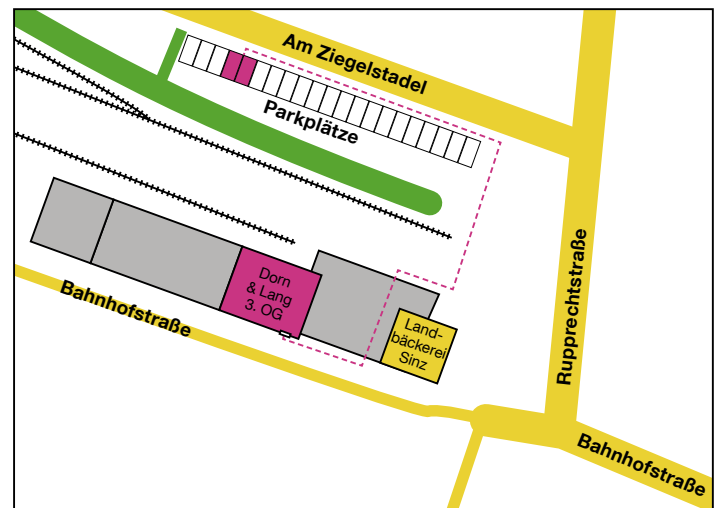 Am Ziegelstadel
Parkplätze
Rupprechtstraße
Dorn
& Lang
3. OG
Land-
bäckerei
Sinz
Bahnhofstraße
Bahnhofstraße